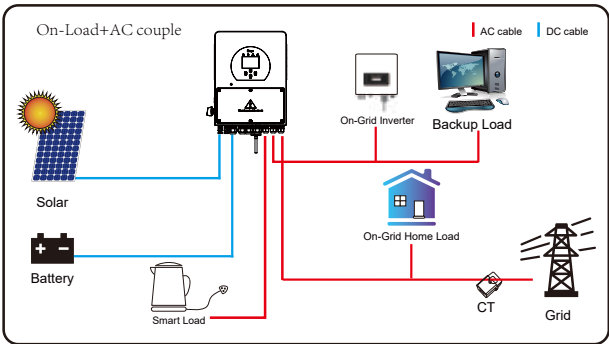 On-Load+AC couple
AC cable
DC cable
On-Grid Inverter
Backup Load
Solar
On-Grid Home Load
Battery
Smart Load
CT
Grid